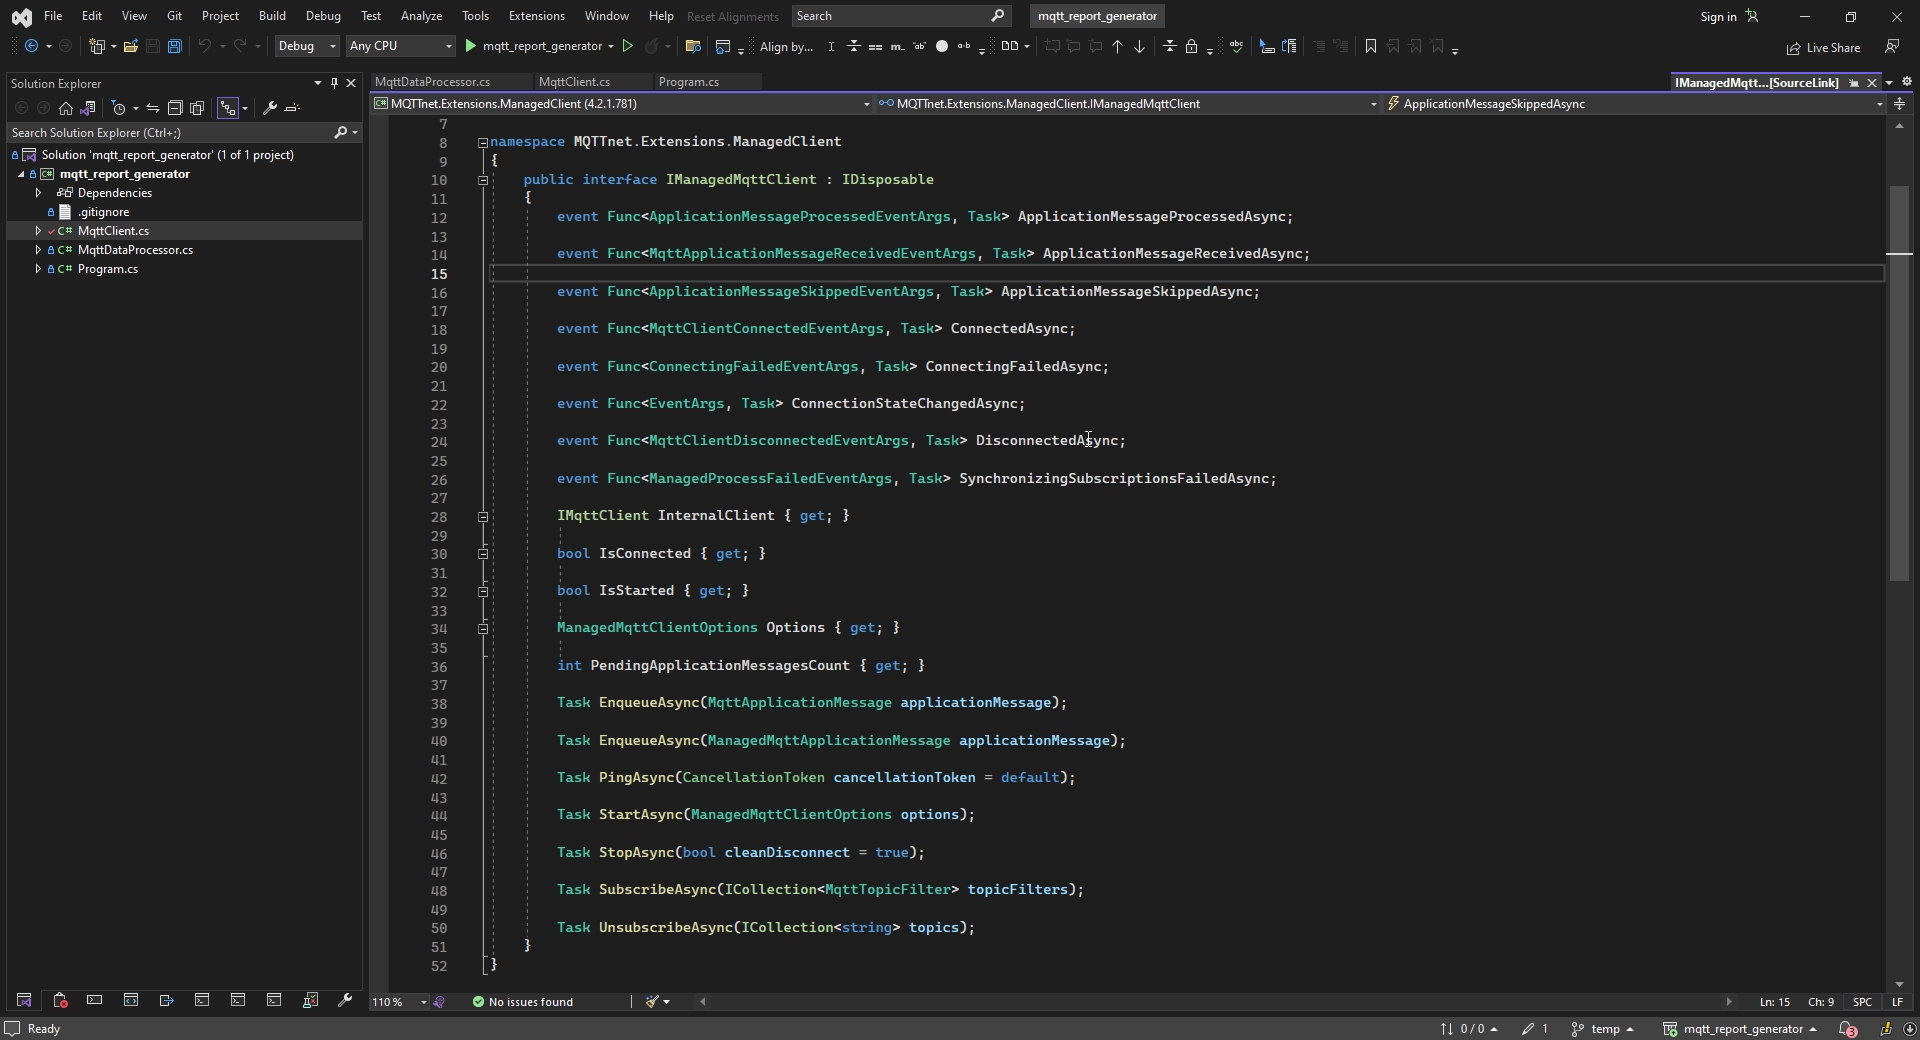 File Edit View Git Project Build Debug Test Analyze Tools Extensions Window Help Reset Alignments Search mqtt_report_generator Sign in
Debug Any CPU mqtt_report_generator Align by... Live Share
Solution Explorer
MqttDataProcessor.cs MqttClient.cs Program.cs IManagedMqtt...[SourceLink]
MQTTnet.Extensions.ManagedClient (4.2.1.781) MQTTnet.Extensions.ManagedClient.IManagedMqttClient ApplicationMessageSkippedAsync
Search Solution Explorer (Ctrl+;)
Solution 'mqtt_report_generator' (1 of 1 project)
mqtt_report_generator
Dependencies
.gitignore
C# MqttClient.cs
C# MqttDataProcessor.cs
C# Program.cs
7
8 namespace MQTTnet.Extensions.ManagedClient
9 {
10 public interface IManagedMqttClient : IDisposable
11 {
12 event Func<ApplicationMessageProcessedEventArgs, Task> ApplicationMessageProcessedAsync;
13
14 event Func<MqttApplicationMessageReceivedEventArgs, Task> ApplicationMessageReceivedAsync;
15
16 event Func<ApplicationMessageSkippedEventArgs, Task> ApplicationMessageSkippedAsync;
17
18 event Func<MqttClientConnectedEventArgs, Task> ConnectedAsync;
19
20 event Func<ConnectingFailedEventArgs, Task> ConnectingFailedAsync;
21
22 event Func<EventArgs, Task> ConnectionStateChangedAsync;
23
24 event Func<MqttClientDisconnectedEventArgs, Task> DisconnectedAsync;
25
26 event Func<ManagedProcessFailedEventArgs, Task> SynchronizingSubscriptionsFailedAsync;
27
28 IMqttClient InternalClient { get; }
29
30 bool IsConnected { get; }
31
32 bool IsStarted { get; }
33
34 ManagedMqttClientOptions Options { get; }
35
36 int PendingApplicationMessagesCount { get; }
37
38 Task EnqueueAsync(MqttApplicationMessage applicationMessage);
39
40 Task EnqueueAsync(ManagedMqttApplicationMessage applicationMessage);
41
42 Task PingAsync(CancellationToken cancellationToken = default);
43
44 Task StartAsync(ManagedMqttClientOptions options);
45
46 Task StopAsync(bool cleanDisconnect = true);
47
48 Task SubscribeAsync(ICollection<MqttTopicFilter> topicFilters);
49
50 Task UnsubscribeAsync(ICollection<string> topics);
51 }
52 }
110 % No issues found Ln: 15 Ch: 9 SPC LF
Ready 0 / 0 1 temp mqtt_report_generator 3